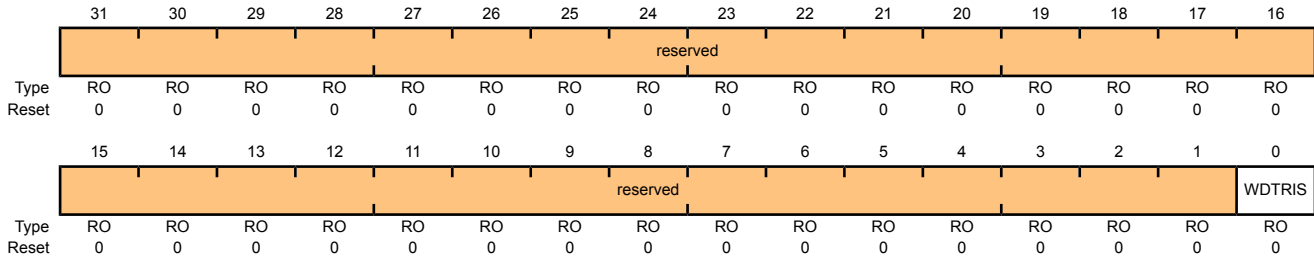 31 30 29 28 27 26 25 24 23 22 21 20 19 18 17 16
reserved
Type RO RO RO RO RO RO RO RO RO RO RO RO RO RO RO RO
Reset 0 0 0 0 0 0 0 0 0 0 0 0 0 0 0 0
15 14 13 12 11 10 9 8 7 6 5 4 3 2 1 0
reserved WDTRIS
Type RO RO RO RO RO RO RO RO RO RO RO RO RO RO RO RO
Reset 0 0 0 0 0 0 0 0 0 0 0 0 0 0 0 0